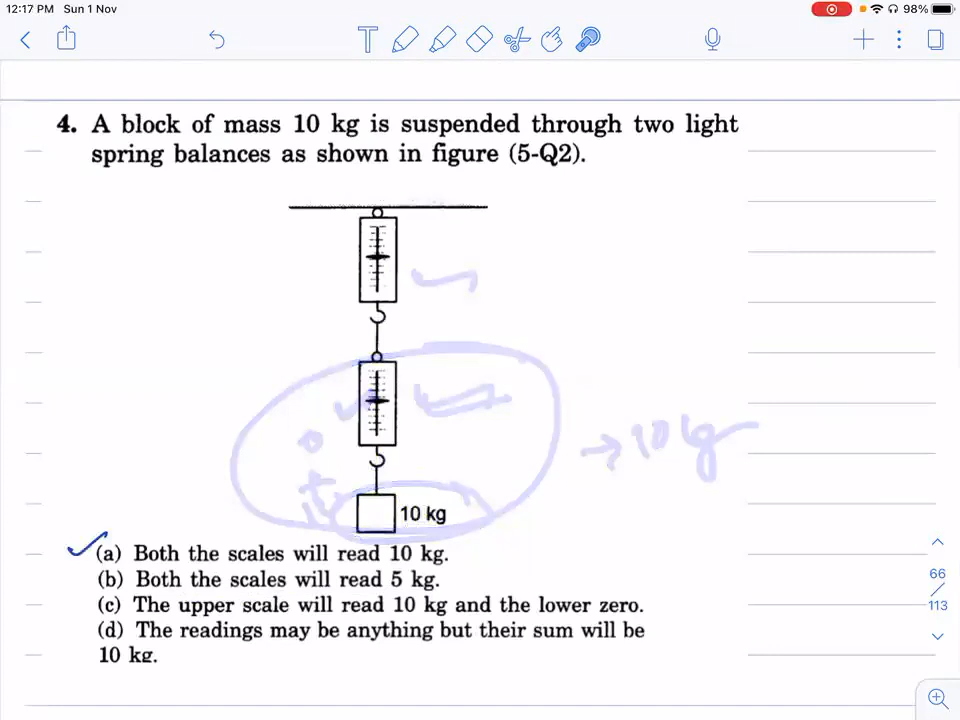 12:17 PM Sun 1 Nov
98%
4. A block of mass 10 kg is suspended through two light
spring balances as shown in figure (5-Q2).
→ 10 kg
10 kg
(a) Both the scales will read 10 kg.
(b) Both the scales will read 5 kg.
(c) The upper scale will read 10 kg and the lower zero.
(d) The readings may be anything but their sum will be
10 kg.
66
113